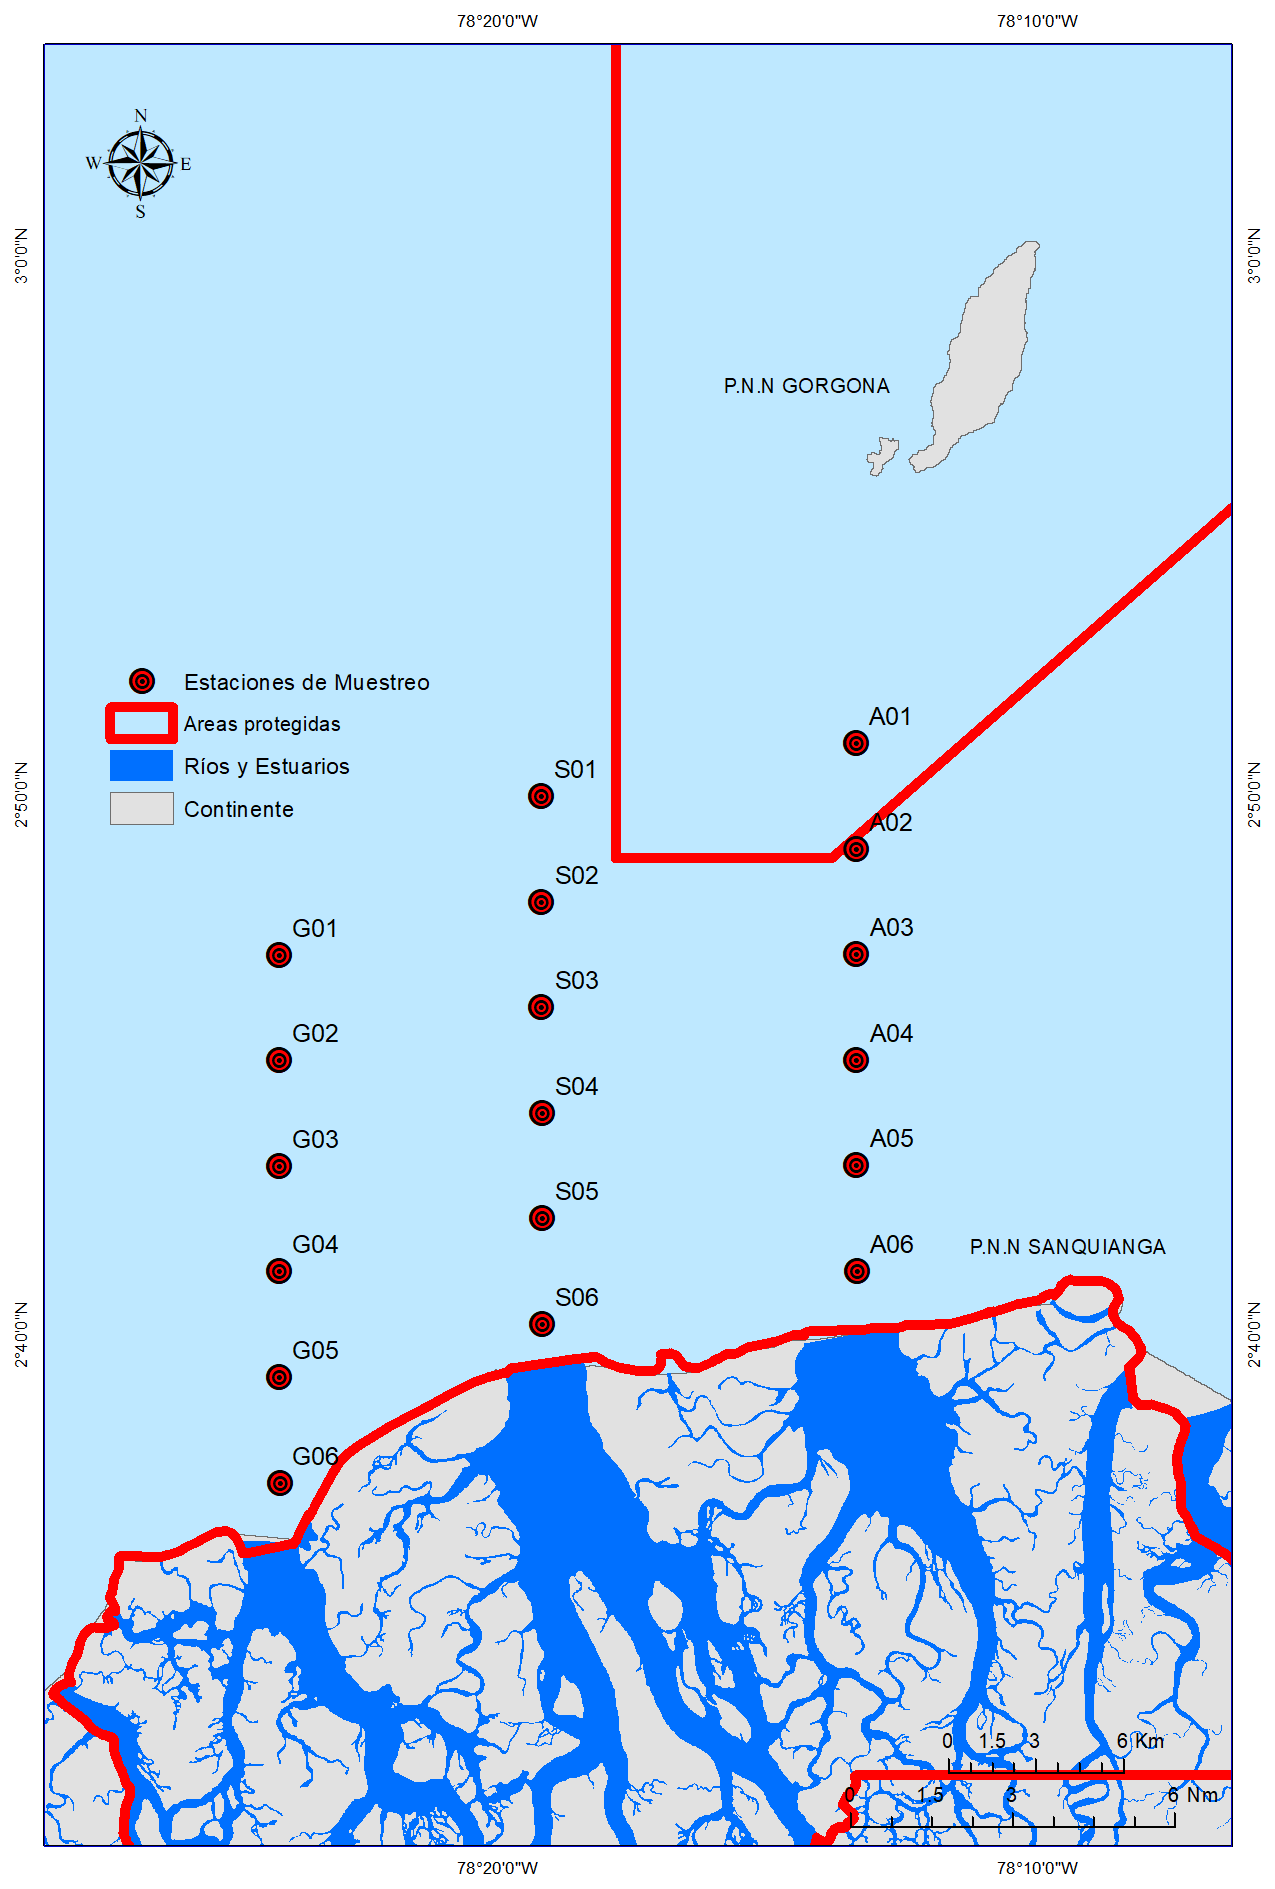 78°20'0"W 78°10'0"W
N
W E
S
3°0'0"N 3°0'0"N
P.N.N GORGONA
Estaciones de Muestreo
Areas protegidas
Ríos y Estuarios
Continente
2°50'0"N 2°50'0"N
A01
S01
A02
S02
G01
A03
S03
G02
A04
S04
G03
A05
S05
G04
A06
P.N.N SANQUIANGA
S06
2°40'0"N 2°40'0"N
G05
G06
0 1.5 3 6 Km
0 1.5 3 6 Nm
78°20'0"W 78°10'0"W